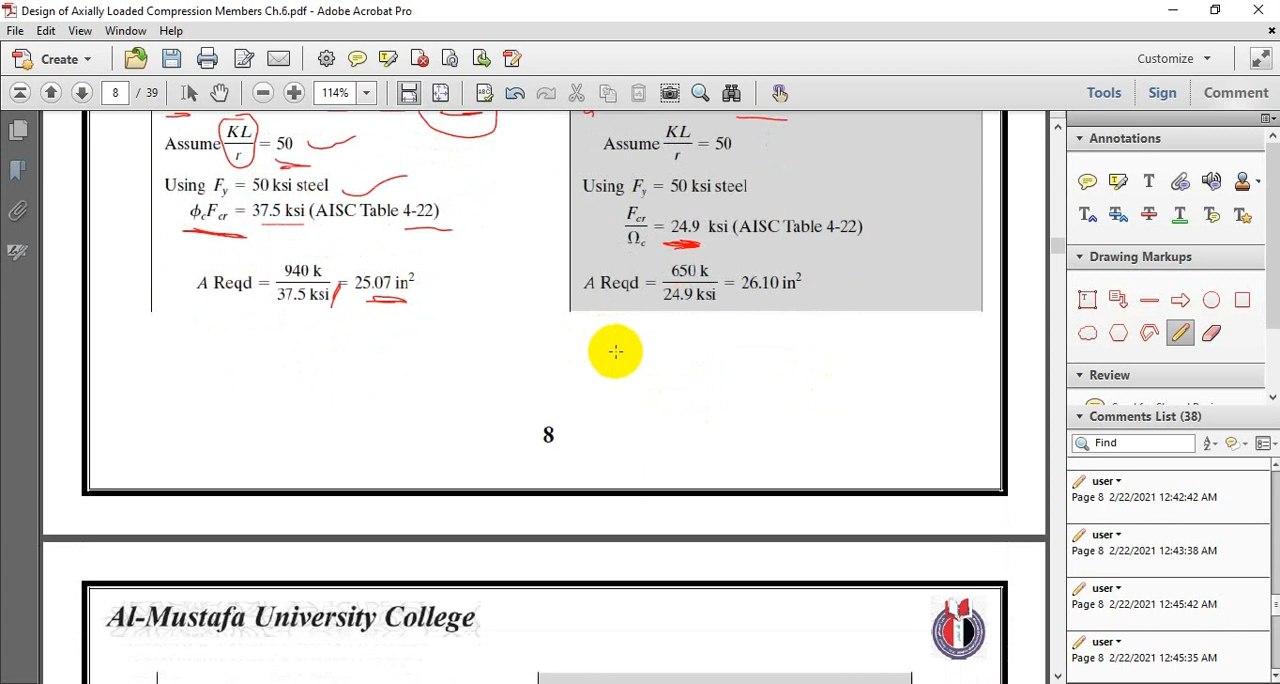 Design of Axially Loaded Compression Members Ch.6.pdf - Adobe Acrobat Pro
File Edit View Window Help
Create
Customize
8 / 39
114%
Tools Sign Comment
Assume KL/r = 50
Using Fy = 50 ksi steel
ϕcFcr = 37.5 ksi (AISC Table 4-22)
A Reqd = 940 k / 37.5 ksi = 25.07 in²
Assume KL/r = 50
Using Fy = 50 ksi steel
Fcr/Ωc = 24.9 ksi (AISC Table 4-22)
A Reqd = 650 k / 24.9 ksi = 26.10 in²
8
Al-Mustafa University College
Annotations
Drawing Markups
Review
Comments List (38)
Find
user
Page 8 2/22/2021 12:42:42 AM
user
Page 8 2/22/2021 12:43:38 AM
user
Page 8 2/22/2021 12:45:42 AM
user
Page 8 2/22/2021 12:45:35 AM